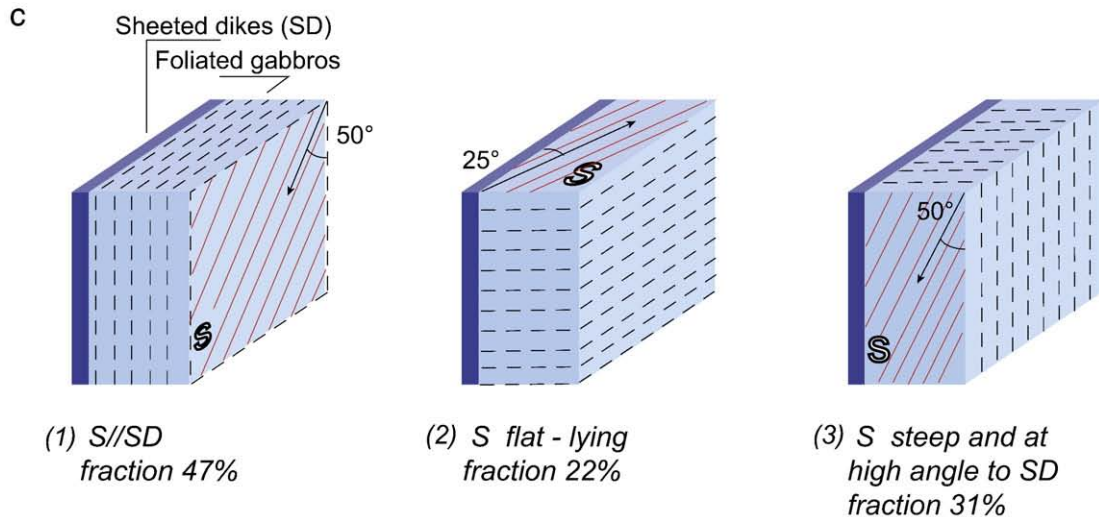 c
Sheeted dikes (SD)
Foliated gabbros
50°
25°
50°
S
S
S
(1) S//SD
fraction 47%
(2) S flat - lying
fraction 22%
(3) S steep and at
high angle to SD
fraction 31%